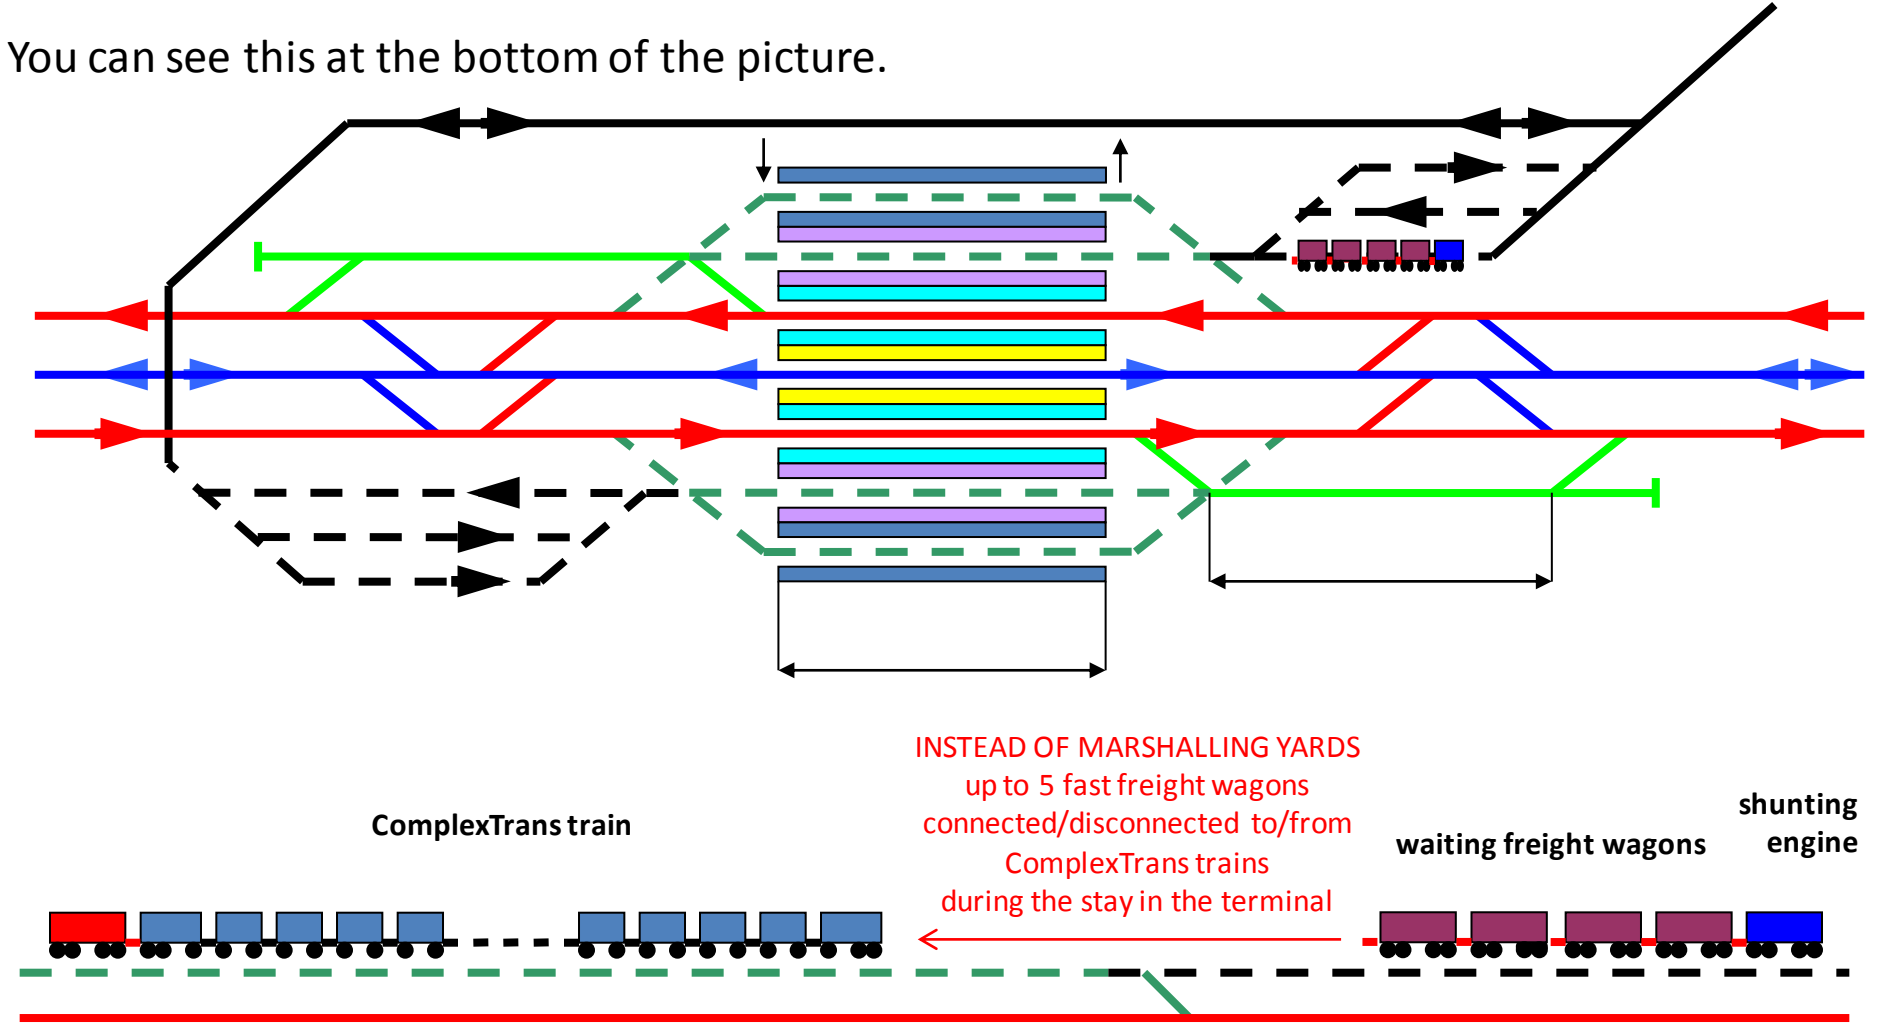 You can see this at the bottom of the picture.
INSTEAD OF MARSHALLING YARDS
up to 5 fast freight wagons
connected/disconnected to/from
ComplexTrans trains
during the stay in the terminal
ComplexTrans train
waiting freight wagons
shunting
engine